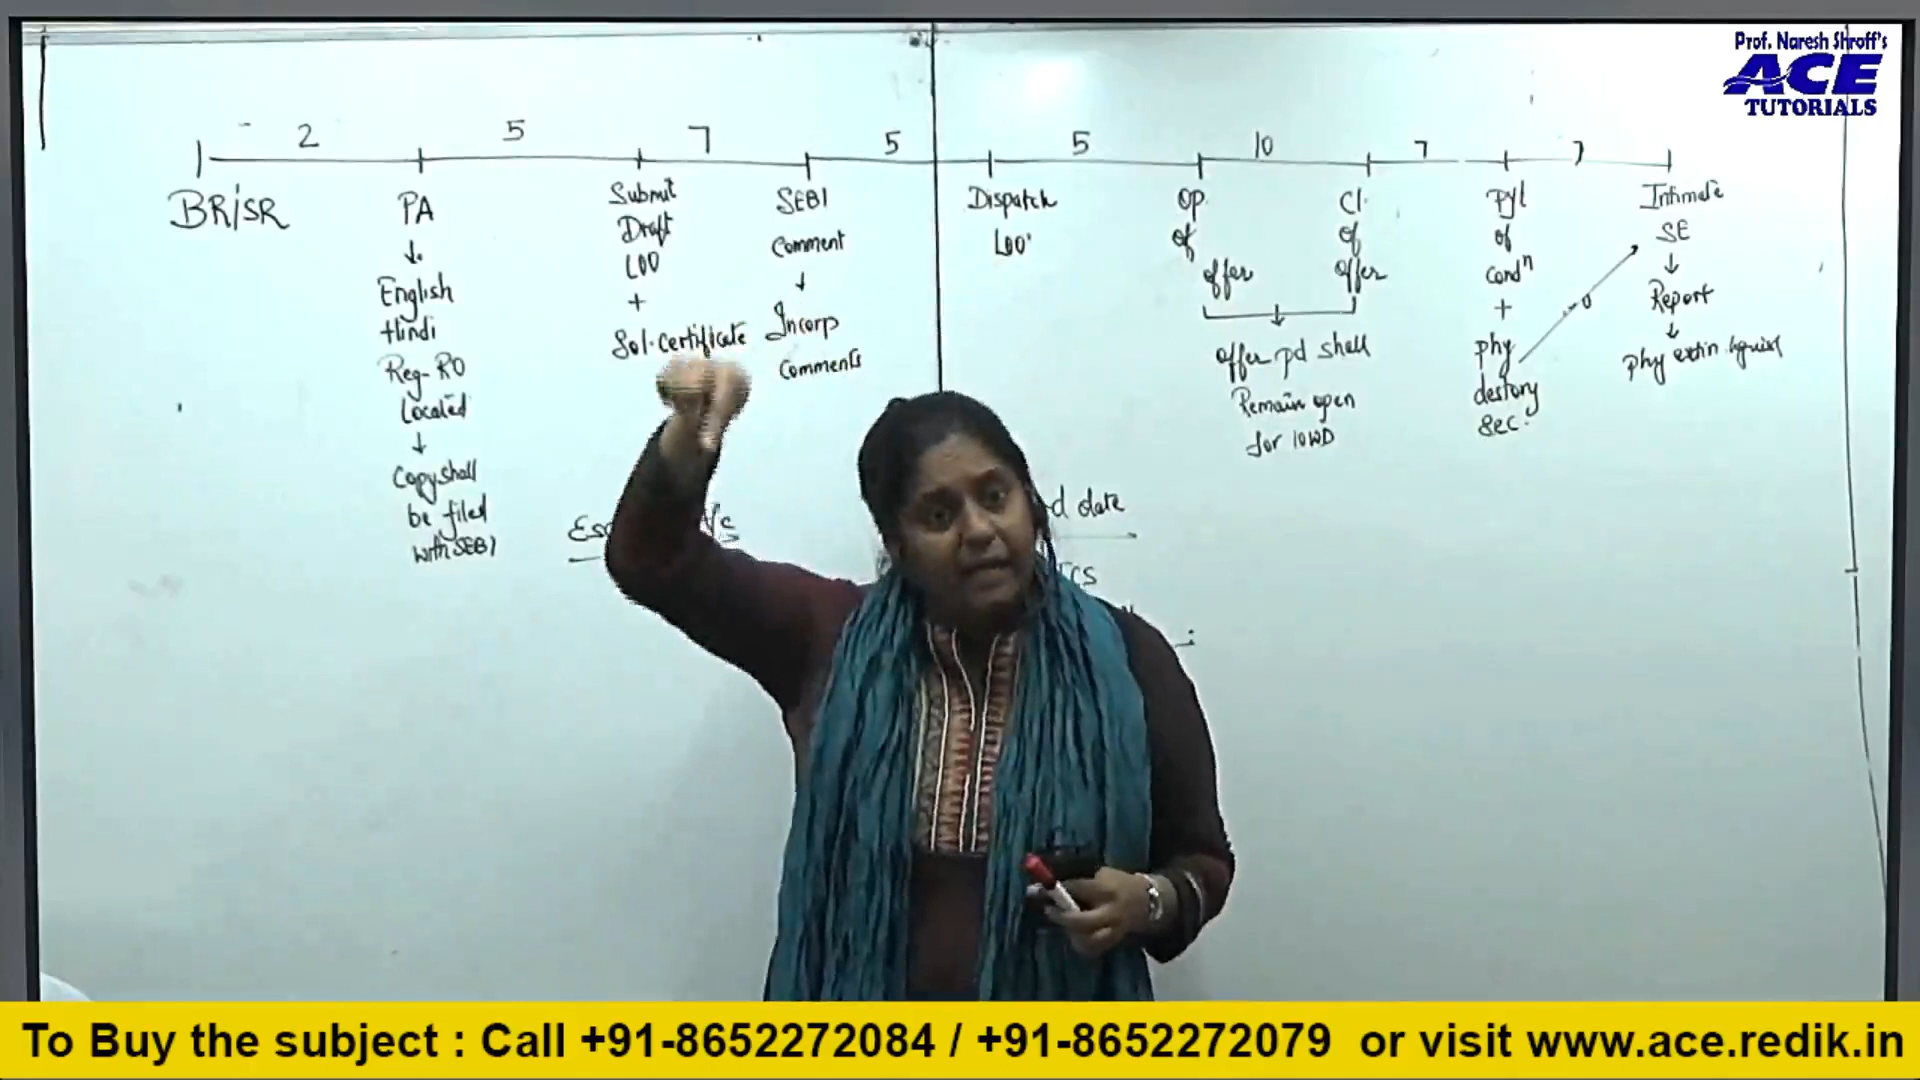 Prof. Naresh Shroff's
ACE
TUTORIALS
2 5 7 5 5 10 7 7
BR/SR
PA
↓
English
Hindi
Reg-RO
Located
↓
Copy shall
be filed
with SEBI
Submit
Draft
LOO
+
Sol. certificate
SEBI
Comment
↓
Incorp
Comments
Dispatch
LOO
Op.
of
offer
Cl.
of
offer
↓
offer pd shall
Remain open
for 10WD
Pyt
of
condⁿ
+
phy
destory
sec.
Intimate
SE
↓
Report
↓
phy
d date
To Buy the subject : Call +91-8652272084 / +91-8652272079 or visit www.ace.redik.in